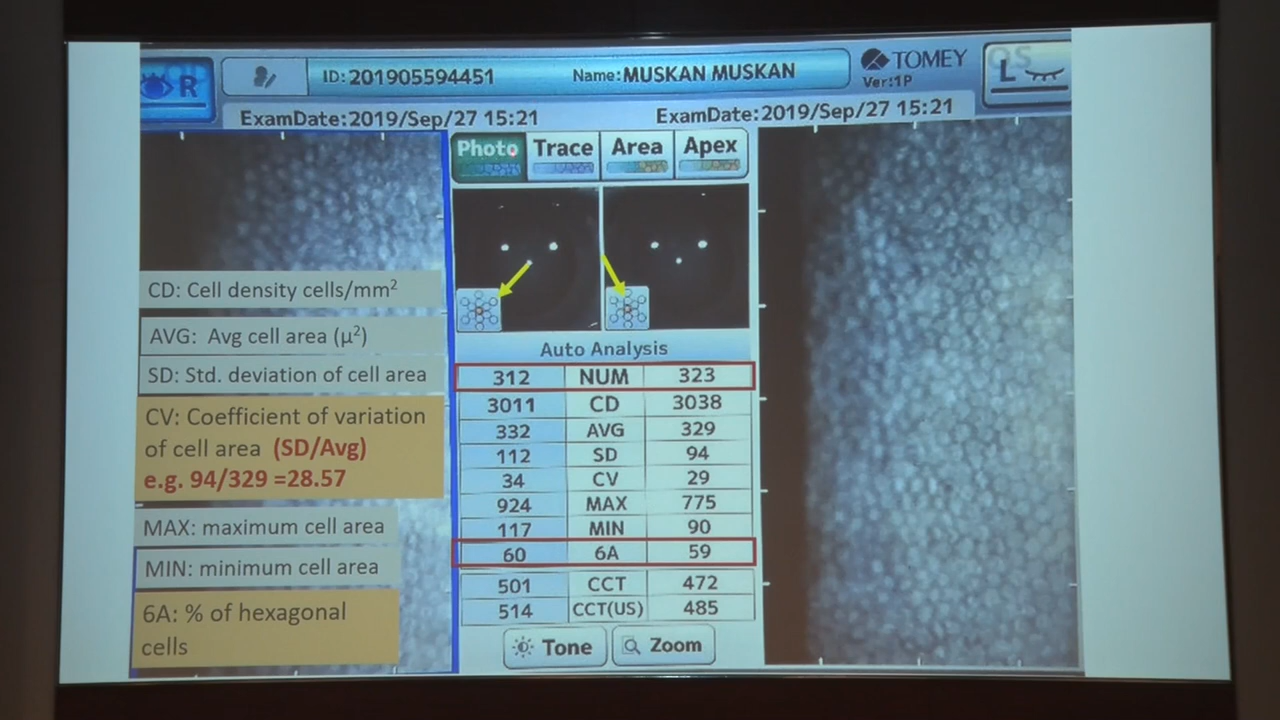 R
ID:201905594451
Name:MUSKAN MUSKAN
TOMEY
Ver:1P
OS
L
ExamDate:2019/Sep/27 15:21
ExamDate:2019/Sep/27 15:21
Photo
Trace
Area
Apex
CD: Cell density cells/mm²
AVG: Avg cell area (µ²)
SD: Std. deviation of cell area
CV: Coefficient of variation
of cell area (SD/Avg)
e.g. 94/329 =28.57
MAX: maximum cell area
MIN: minimum cell area
6A: % of hexagonal
cells
Auto Analysis
312 NUM 323
3011 CD 3038
332 AVG 329
112 SD 94
34 CV 29
924 MAX 775
117 MIN 90
60 6A 59
501 CCT 472
514 CCT(US) 485
Tone
Zoom